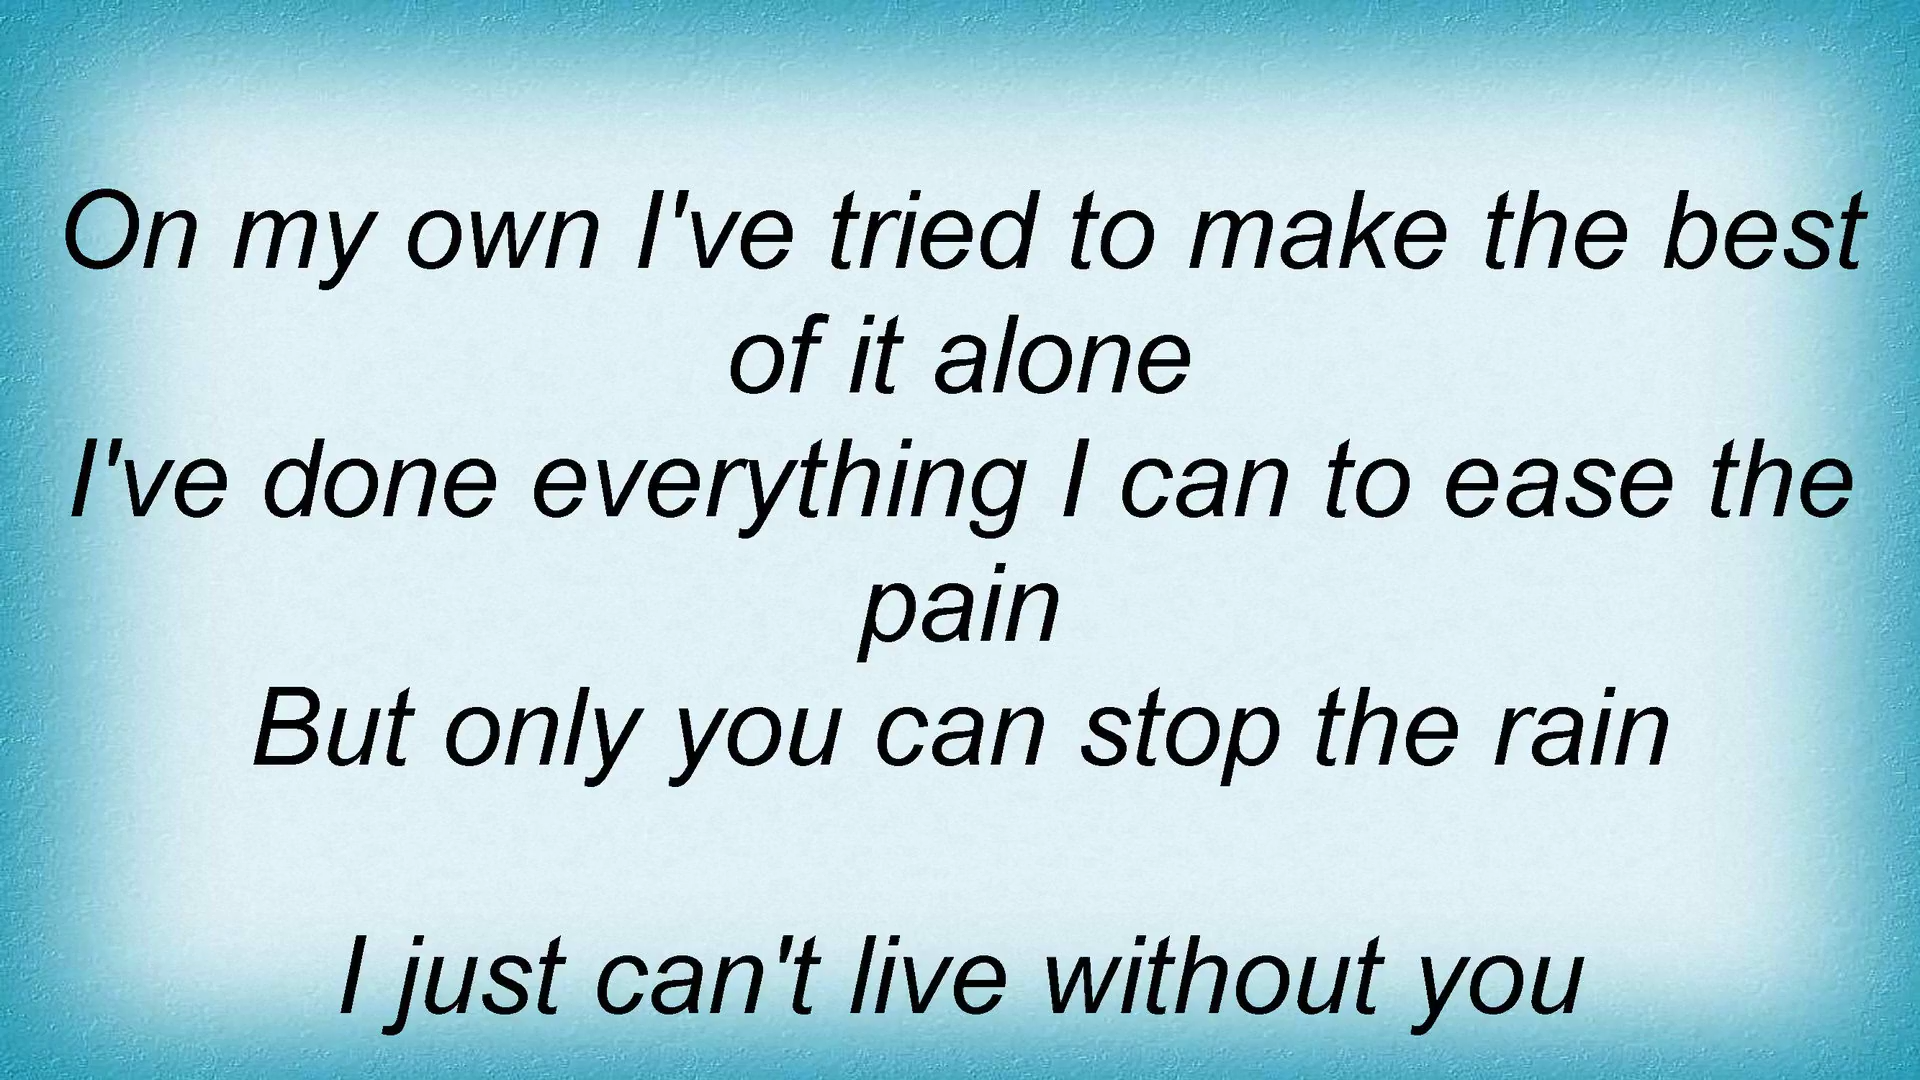 On my own I've tried to make the best
of it alone
I've done everything I can to ease the
pain
But only you can stop the rain
I just can't live without you